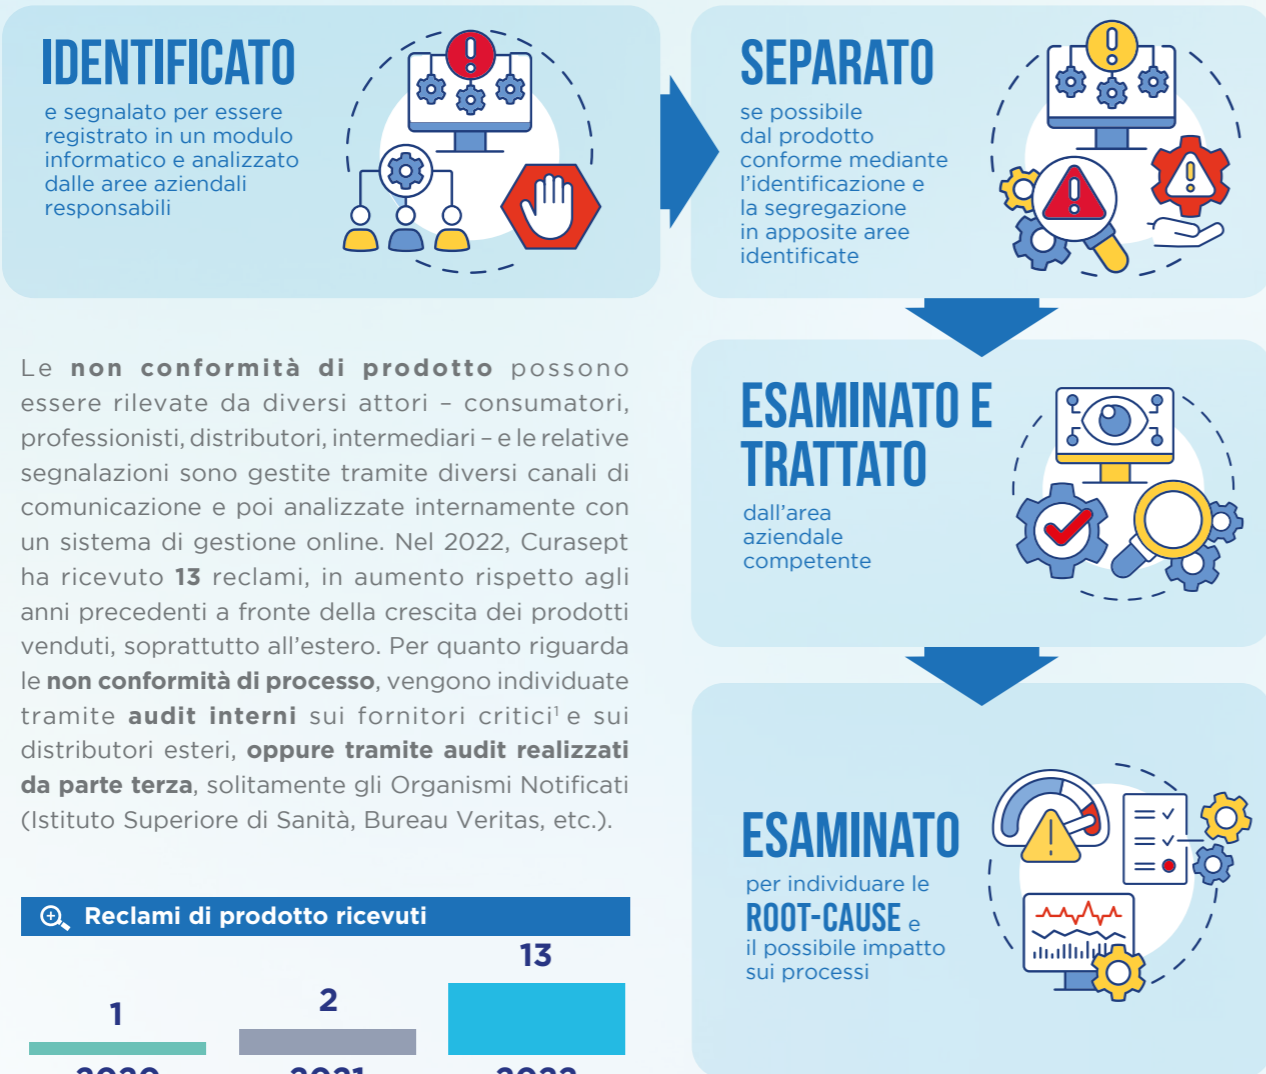 IDENTIFICATO
e segnalato per essere
registrato in un modulo
informatico e analizzato
dalle aree aziendali
responsabili
SEPARATO
se possibile
dal prodotto
conforme mediante
l’identificazione e
la segregazione
in apposite aree
identificate
ESAMINATO E
TRATTATO
dall’area
aziendale
competente
ESAMINATO
per individuare le
ROOT-CAUSE e
il possibile impatto
sui processi
Le non conformità di prodotto possono
essere rilevate da diversi attori – consumatori,
professionisti, distributori, intermediari – e le relative
segnalazioni sono gestite tramite diversi canali di
comunicazione e poi analizzate internamente con
un sistema di gestione online. Nel 2022, Curasept
ha ricevuto 13 reclami, in aumento rispetto agli
anni precedenti a fronte della crescita dei prodotti
venduti, soprattutto all’estero. Per quanto riguarda
le non conformità di processo, vengono individuate
tramite audit interni sui fornitori critici¹ e sui
distributori esteri, oppure tramite audit realizzati
da parte terza, solitamente gli Organismi Notificati
(Istituto Superiore di Sanità, Bureau Veritas, etc.).
Reclami di prodotto ricevuti
1 2 13
2020 2021 2022